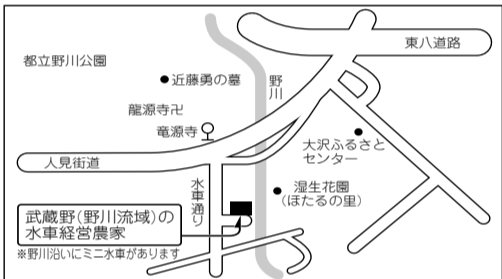 東八道路
都立野川公園
近藤勇の墓
野川
龍源寺卍
竜源寺
大沢ふるさと
センター
人見街道
水車通り
湿生花園
(ほたるの里)
武蔵野(野川流域)の
水車経営農家
※野川沿いにミニ水車があります